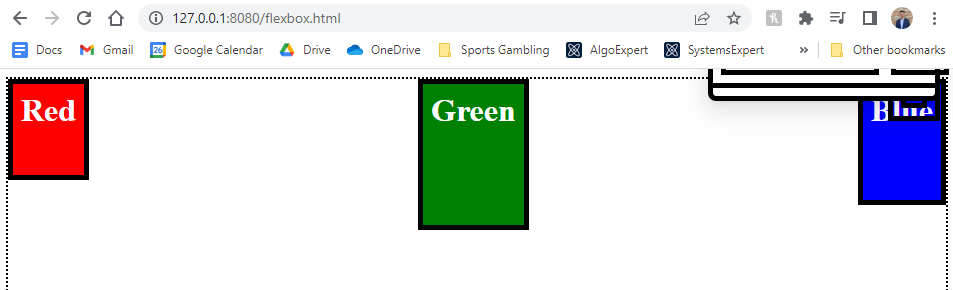 127.0.0.1:8080/flexbox.html
Docs Gmail 26 Google Calendar Drive OneDrive Sports Gambling AlgoExpert SystemsExpert » Other bookmarks
Red Green Blue